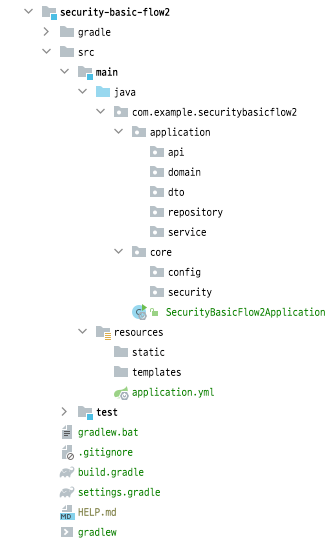 security-basic-flow2
gradle
src
main
java
com.example.securitybasicflow2
application
api
domain
dto
repository
service
core
config
security
SecurityBasicFlow2Application
resources
static
templates
application.yml
test
gradlew.bat
.gitignore
build.gradle
settings.gradle
HELP.md
gradlew